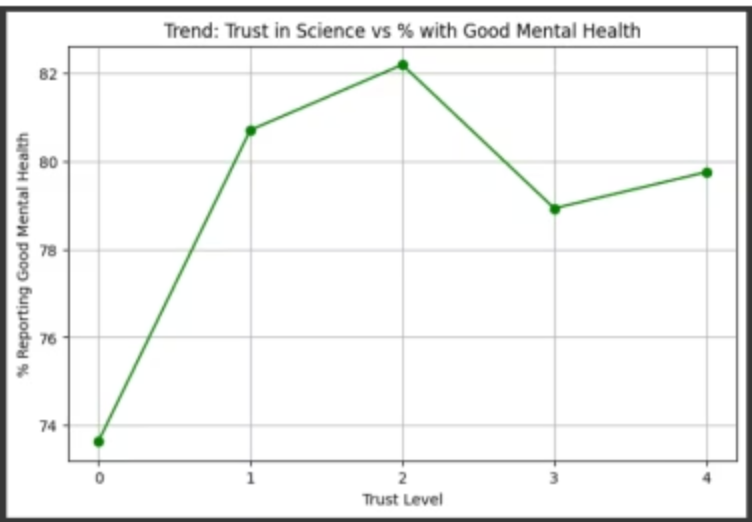 Trend: Trust in Science vs % with Good Mental Health
% Reporting Good Mental Health
82
80
78
76
74
0 1 2 3 4
Trust Level